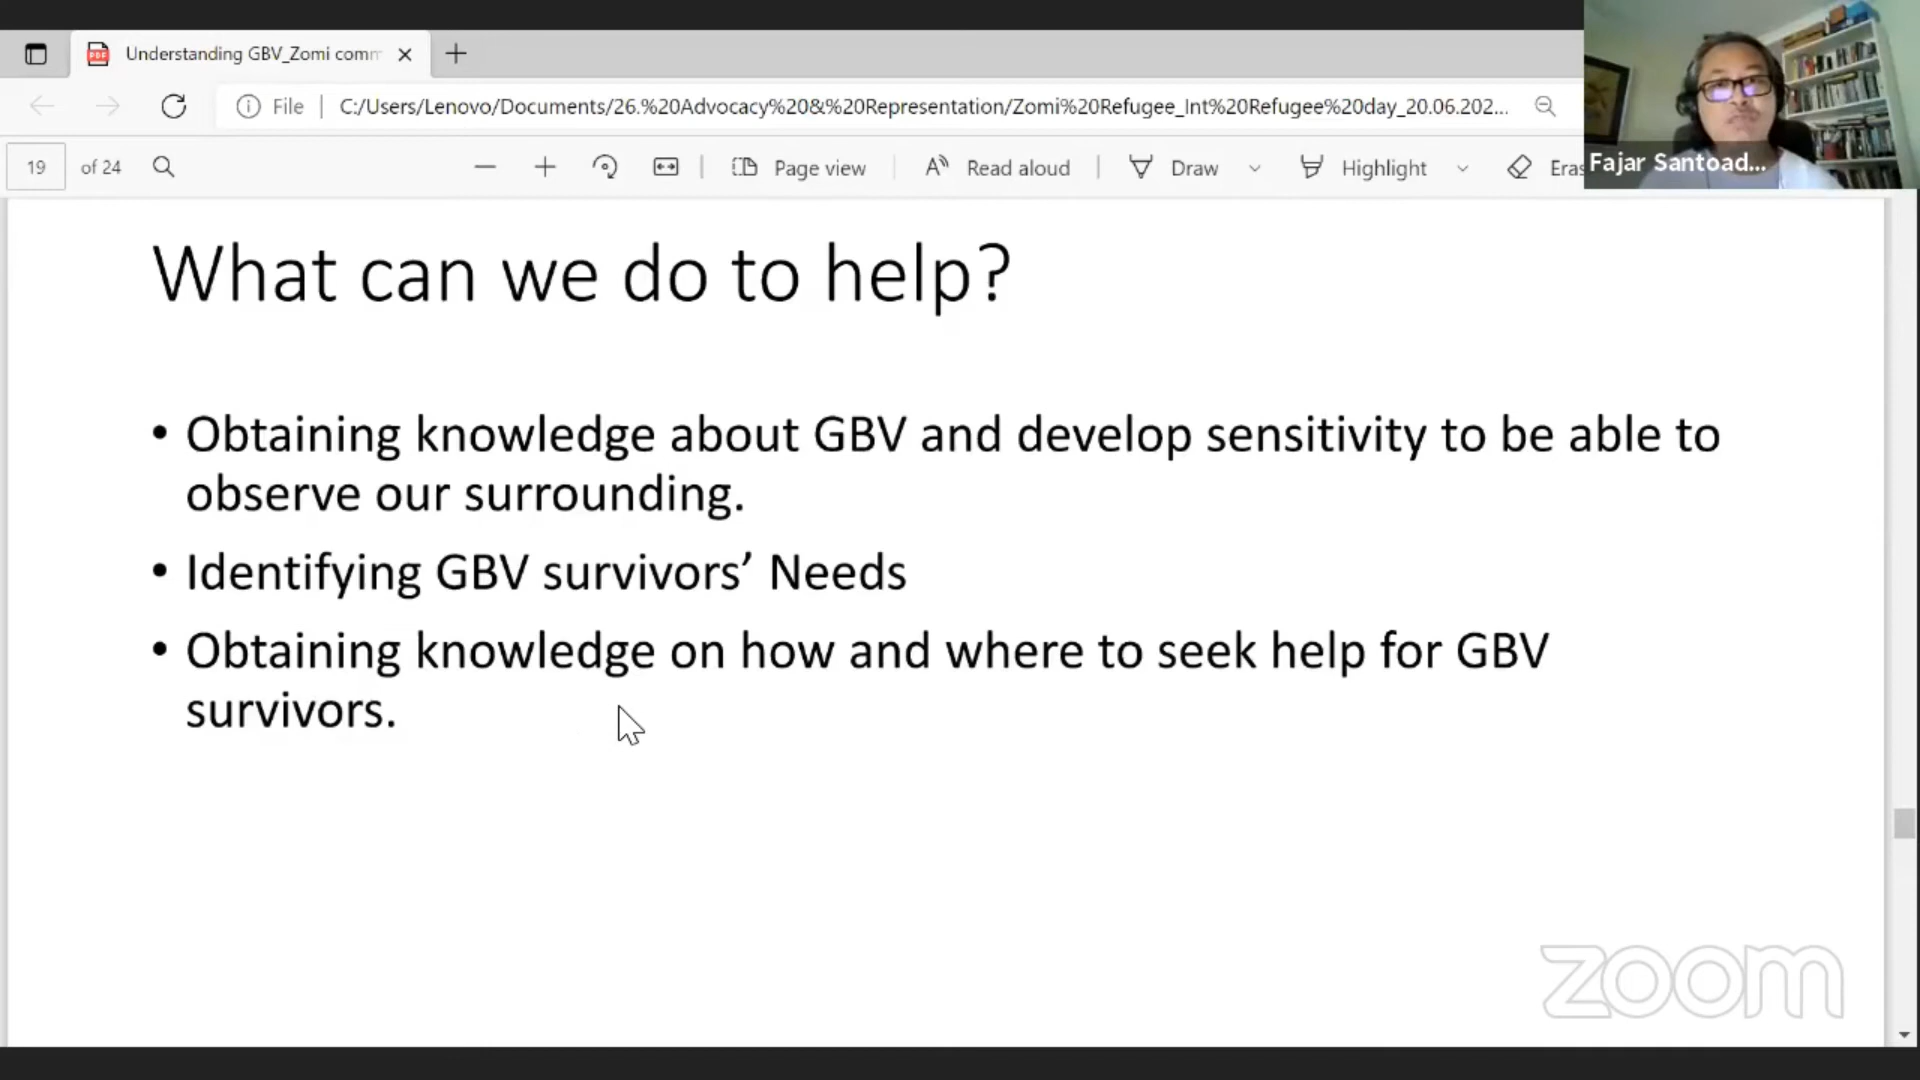 Understanding GBV_Zomi comm
File
C:/Users/Lenovo/Documents/26.%20Advocacy%20&%20Representation/Zomi%20Refugee_Int%20Refugee%20day_20.06.202...
19 of 24
Page view
Read aloud
Draw
Highlight
Eras
Fajar Santoad...
What can we do to help?
• Obtaining knowledge about GBV and develop sensitivity to be able to
observe our surrounding.
• Identifying GBV survivors’ Needs
• Obtaining knowledge on how and where to seek help for GBV
survivors.
zoom